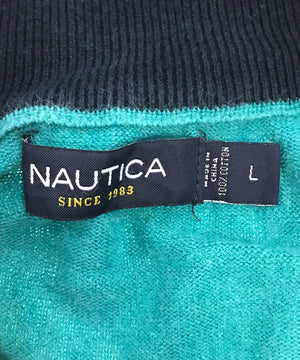 NAUTICA
SINCE 1983
MADE IN
CHINA
100% COTTON
L